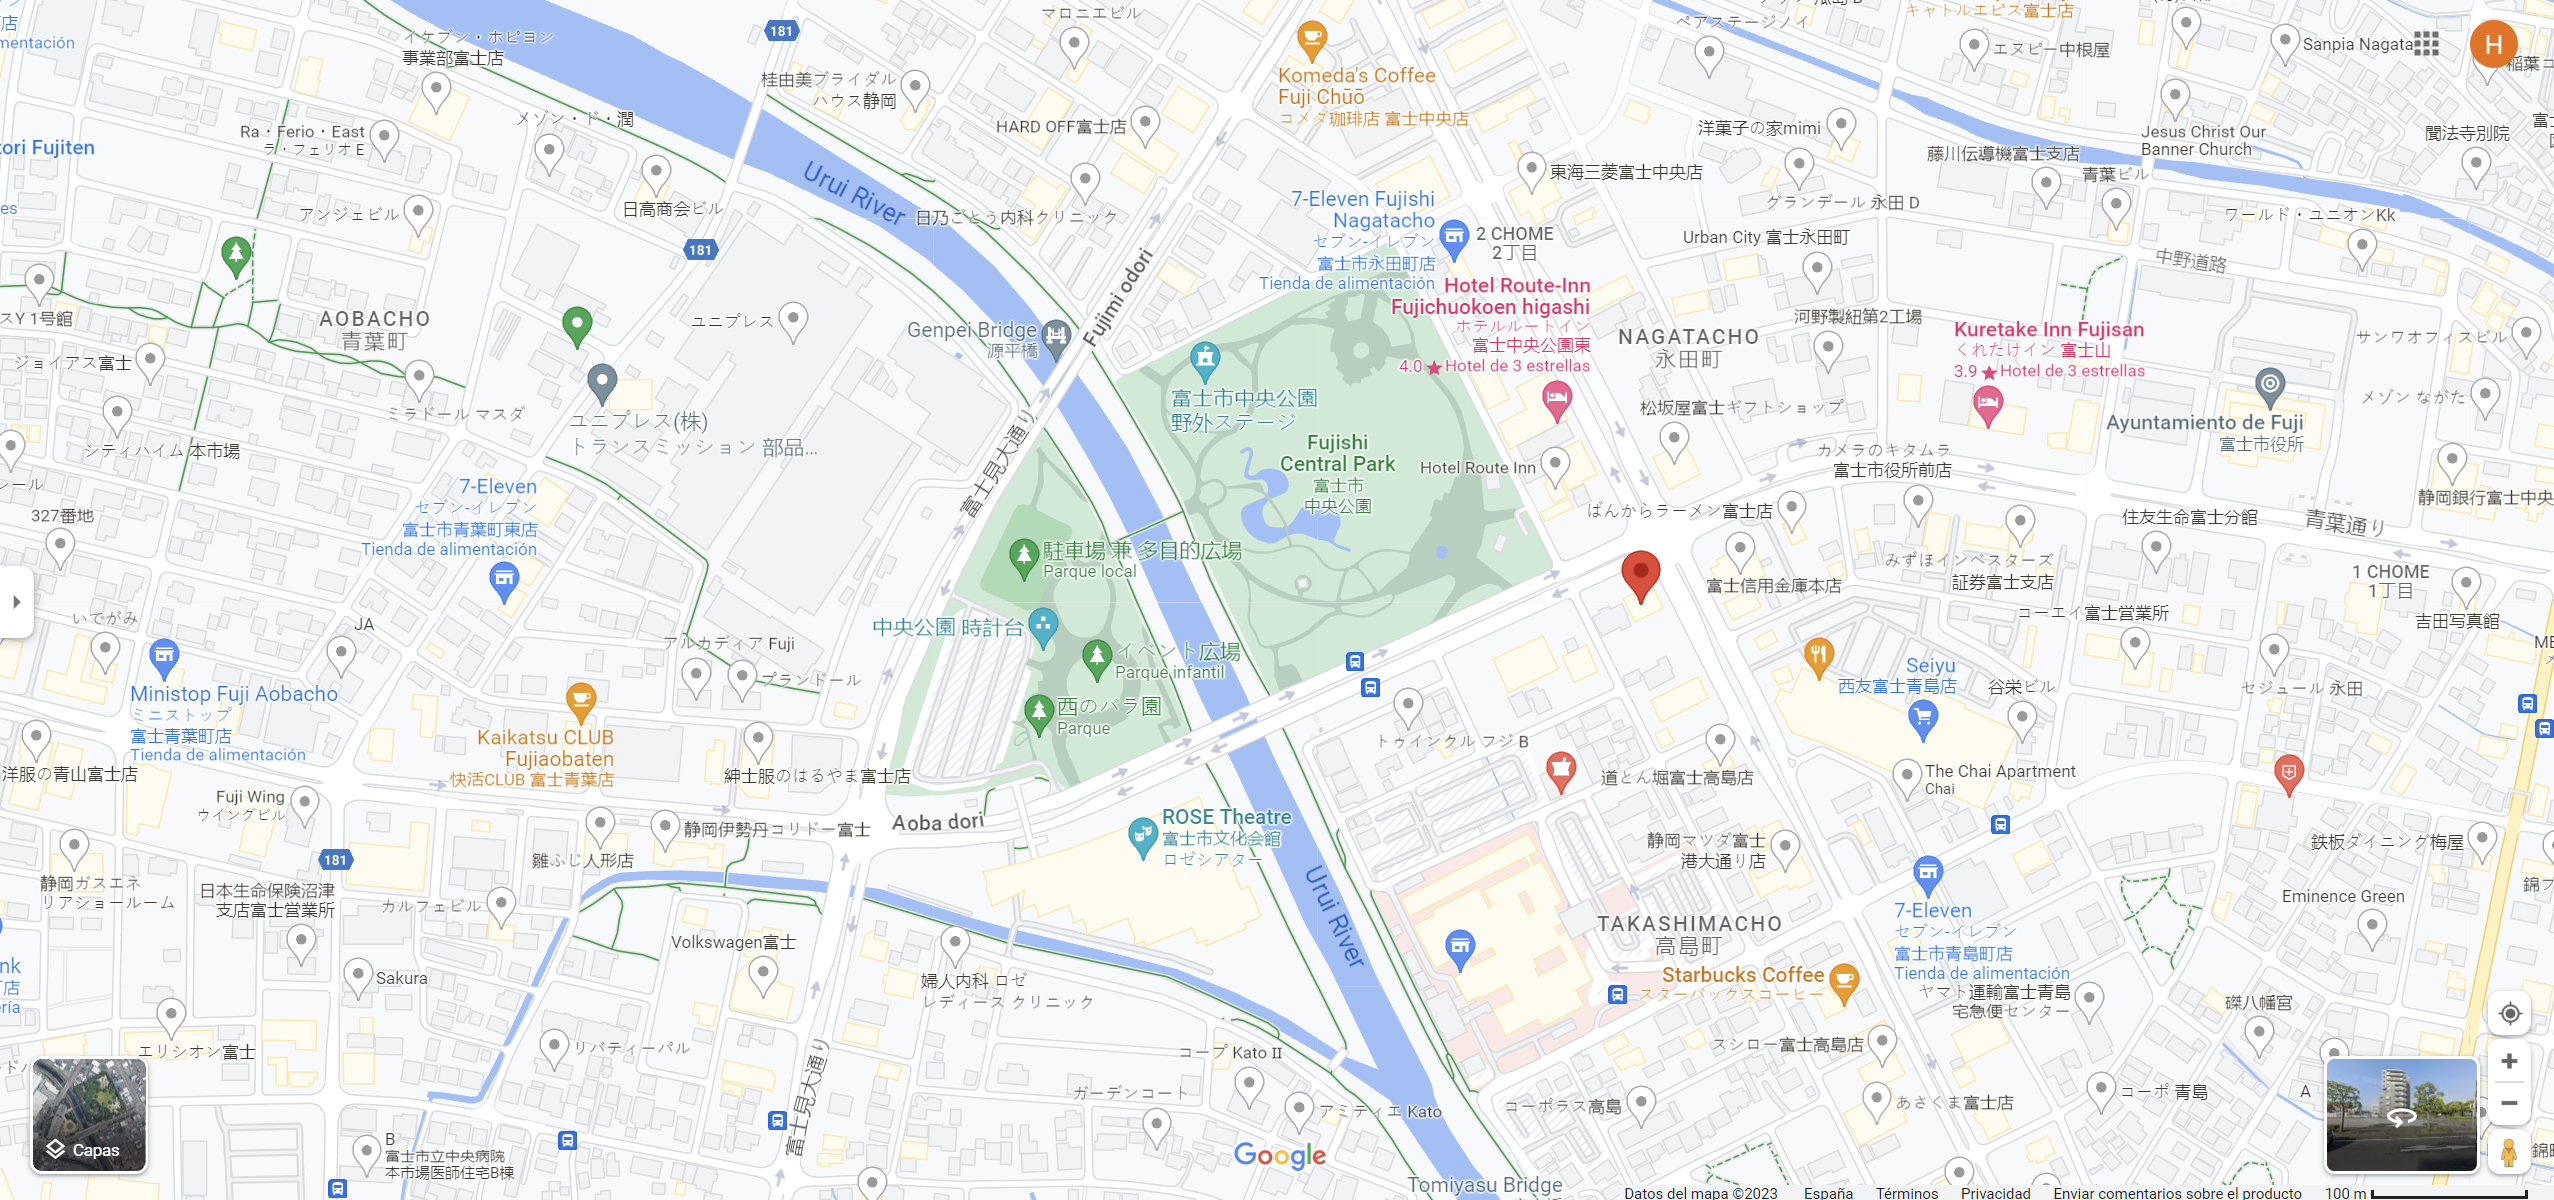 店
mentación
イケブン・ホビヨン
事業部富士店
181
マロニエビル
Komeda's Coffee
Fuji Chūō
コメダ珈琲店 富士中央店
ペアステージノイ
キャトルエピス富士店
エヌピー中根屋
Sanpia Nagata
H
稲葉コ
桂由美ブライダル
ハウス静岡
HARD OFF富士店
洋菓子の家mimi
Jesus Christ Our
Banner Church
聞法寺別院
富士
Ra・Ferio・East
ラ・フェリオ E
メゾン・ド・潤
tori Fujiten
藤川伝導機富士支店
青葉ビル
東海三菱富士中央店
Urui River
日高商会ビル
日乃ごとう内科クリニック
アンジェビル
es
7-Eleven Fujishi
Nagatacho
セブン-イレブン
富士市永田町店
Tienda de alimentación
2 CHOME
2丁目
グランデール 永田 D
Urban City 富士永田町
ワールド・ユニオンKk
中野道路
181
Fujimi odori
Hotel Route-Inn
Fujichuokoen higashi
ホテルルートイン
富士中央公園東
4.0
Hotel de 3 estrellas
NAGATACHO
永田町
河野製紐第2工場
Kuretake Inn Fujisan
くれたけイン 富士山
3.9
Hotel de 3 estrellas
サンワオフィスビル
スY 1号館
AOBACHO
青葉町
ユニプレス
Genpei Bridge
源平橋
ジョイアス富士
ミラドール マスダ
ユニプレス(株)
トランスミッション 部品...
富士市中央公園
野外ステージ
Fujishi
Central Park
富士市
中央公園
松坂屋富士ギフトショップ
メゾン ながた
Ayuntamiento de Fuji
富士市役所
シティハイム 本市場
カメラのキタムラ
富士市役所前店
Hotel Route Inn
富士見大通り
7-Eleven
セブン-イレブン
富士市青葉町東店
Tienda de alimentación
327番地
ばんからラーメン富士店
静岡銀行富士中央
住友生命富士分館
青葉通り
駐車場 兼 多目的広場
Parque local
みずほインベスターズ
証券富士支店
富士信用金庫本店
1 CHOME
1丁目
コーエイ富士営業所
吉田写真館
いてがみ
JA
アルカディア Fuji
中央公園 時計台
イベント広場
Parque infantil
Seiyu
西友富士青島店
谷栄ビル
セジュール 永田
Ministop Fuji Aobacho
ミニストップ
富士青葉町店
Tienda de alimentación
プランドール
西のバラ園
Parque
トゥインクル フジ B
Kaikatsu CLUB
Fujiaobaten
快活CLUB 富士青葉店
洋服の青山富士店
紳士服のはるやま富士店
道とん堀富士高島店
The Chai Apartment
Chai
Fuji Wing
ウイングビル
Aoba dori
ROSE Theatre
富士市文化会館
ロゼシアター
静岡伊勢丹コリドー富士
雛ふじ人形店
181
静岡マツダ富士
港大通り店
鉄板ダイニング梅屋
静岡ガスエネ
リアショールーム
日本生命保険沼津
支店富士営業所
カルフェビル
Urui River
Eminence Green
7-Eleven
セブン-イレブン
富士市青島町店
Tienda de alimentación
TAKASHIMACHO
高島町
Volkswagen富士
Sakura
婦人内科 ロゼ
レディース クリニック
Starbucks Coffee
スターバックスコーヒー
ヤマト運輸富士青島
宅急便センター
磔八幡宮
nk
店
ería
エリシオン富士
リバティーパル
コープ Kato II
スシロー富士高島店
ガーデンコート
アミティエ Kato
コーポラス高島
あさくま富士店
コーポ 青島
A
富士見大通り
Capas
B
富士市立中央病院
本市場医師住宅B棟
Google
Tomiyasu Bridge
Datos del mapa ©2023
España
Términos
Privacidad
Enviar comentarios sobre el producto
100 m